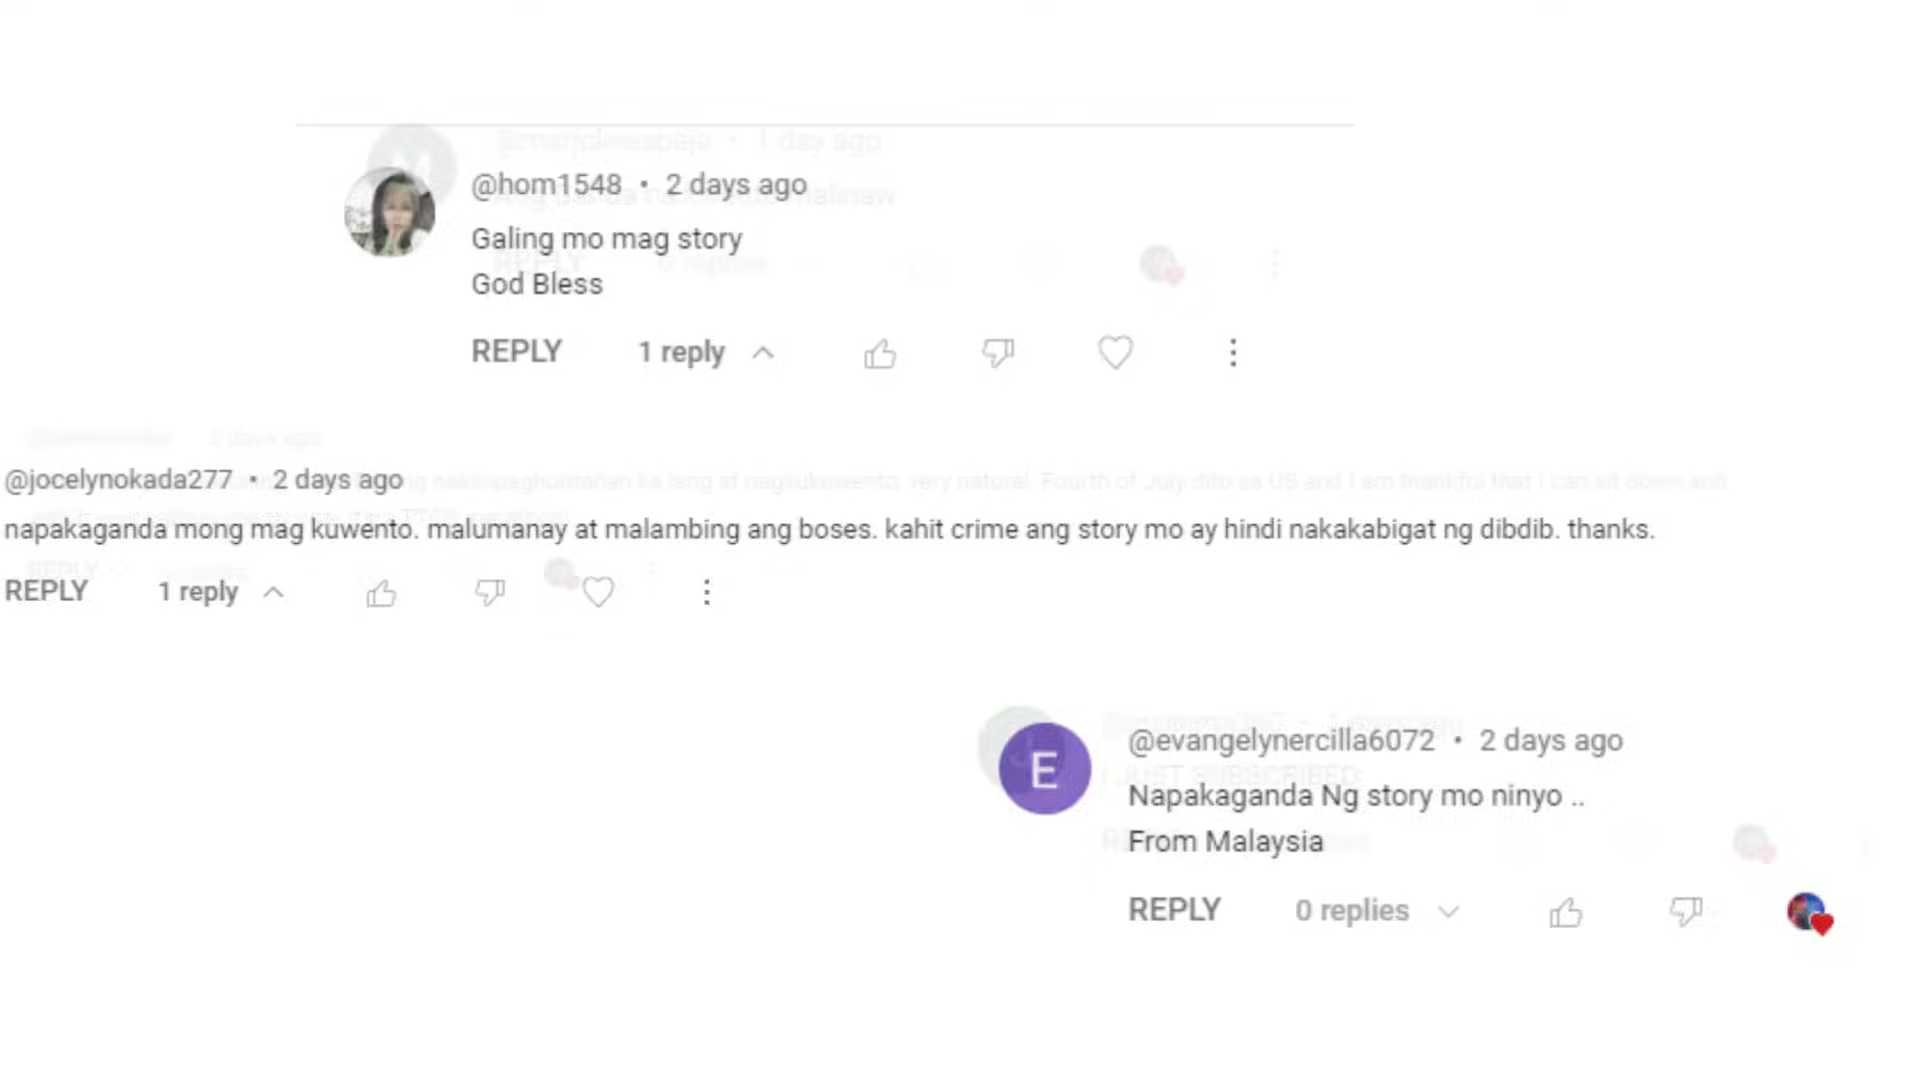 @hom1548 • 2 days ago
Galing mo mag story
God Bless
REPLY 1 reply
@jocelynokada277 • 2 days ago
napakaganda mong mag kuwento. malumanay at malambing ang boses. kahit crime ang story mo ay hindi nakakabigat ng dibdib. thanks.
REPLY 1 reply
E
@evangelynercilla6072 • 2 days ago
I JUST SUBSCRIBED
Napakaganda Ng story mo ninyo ..
From Malaysia
REPLY 0 replies